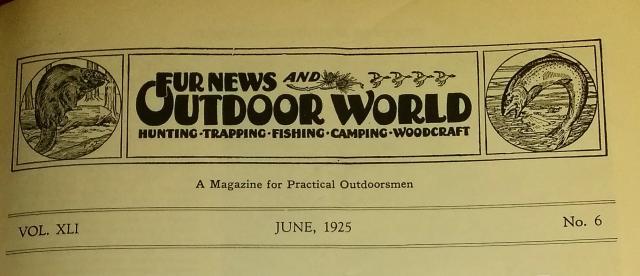 FUR NEWS AND
OUTDOOR WORLD
HUNTING·TRAPPING·FISHING·CAMPING·WOODCRAFT
A Magazine for Practical Outdoorsmen
VOL. XLI JUNE, 1925 No. 6